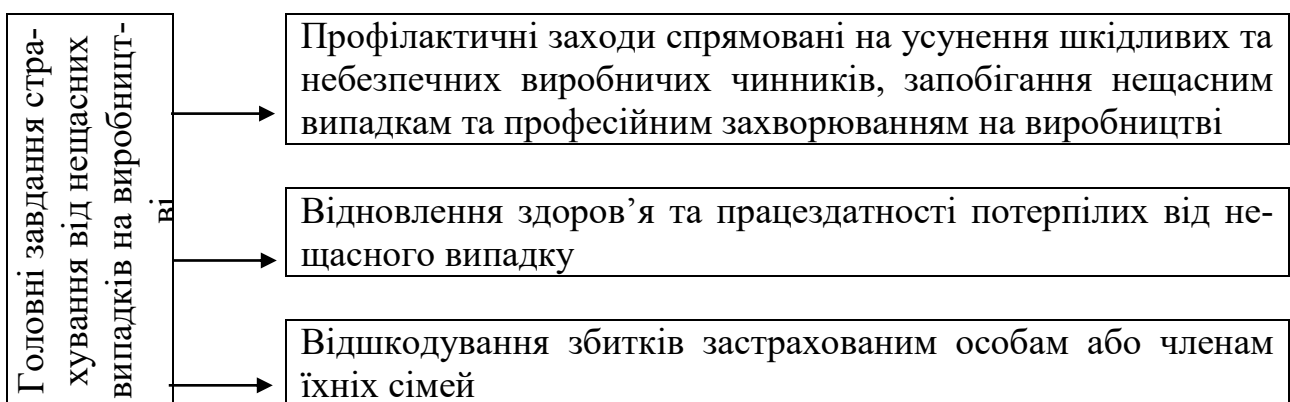 Головні завдання стра-
хування від нещасних
випадків на виробницт-
ві
Профілактичні заходи спрямовані на усунення шкідливих та
небезпечних виробничих чинників, запобігання нещасним
випадкам та професійним захворюванням на виробництві
Відновлення здоров’я та працездатності потерпілих від не-
щасного випадку
Відшкодування збитків застрахованим особам або членам
їхніх сімей